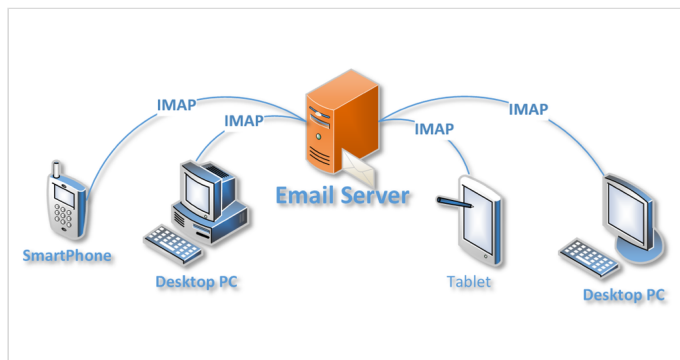 IMAP
IMAP
IMAP
IMAP
Email Server
SmartPhone
Desktop PC
Tablet
Desktop PC